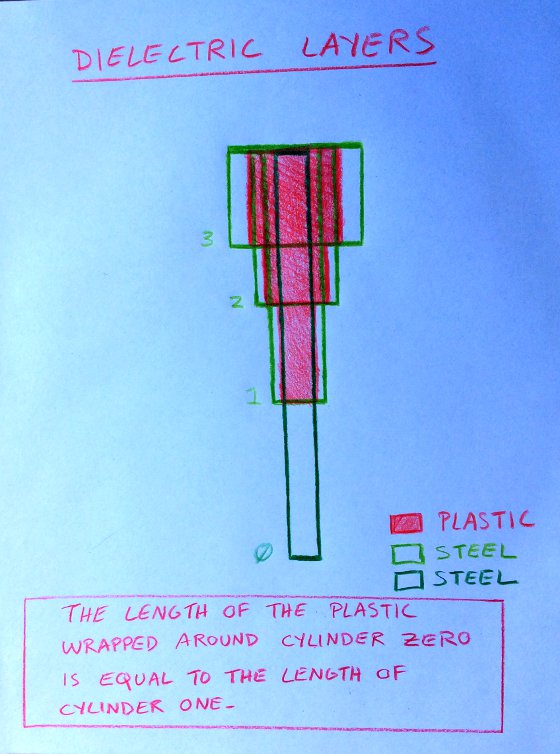 DIELECTRIC LAYERS
3
2
1
Ø
PLASTIC
STEEL
STEEL
THE LENGTH OF THE PLASTIC
WRAPPED AROUND CYLINDER ZERO
IS EQUAL TO THE LENGTH OF
CYLINDER ONE-